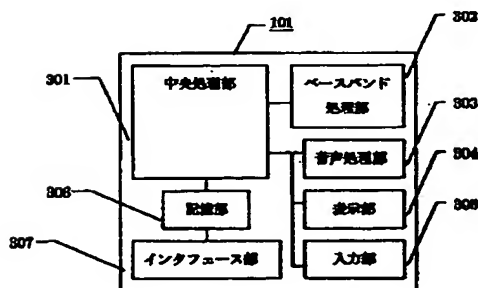 101
302
301
中央処理部
ベースバンド
処理部
303
音声処理部
304
306
記憶部
表示部
305
307
インタフェース部
入力部